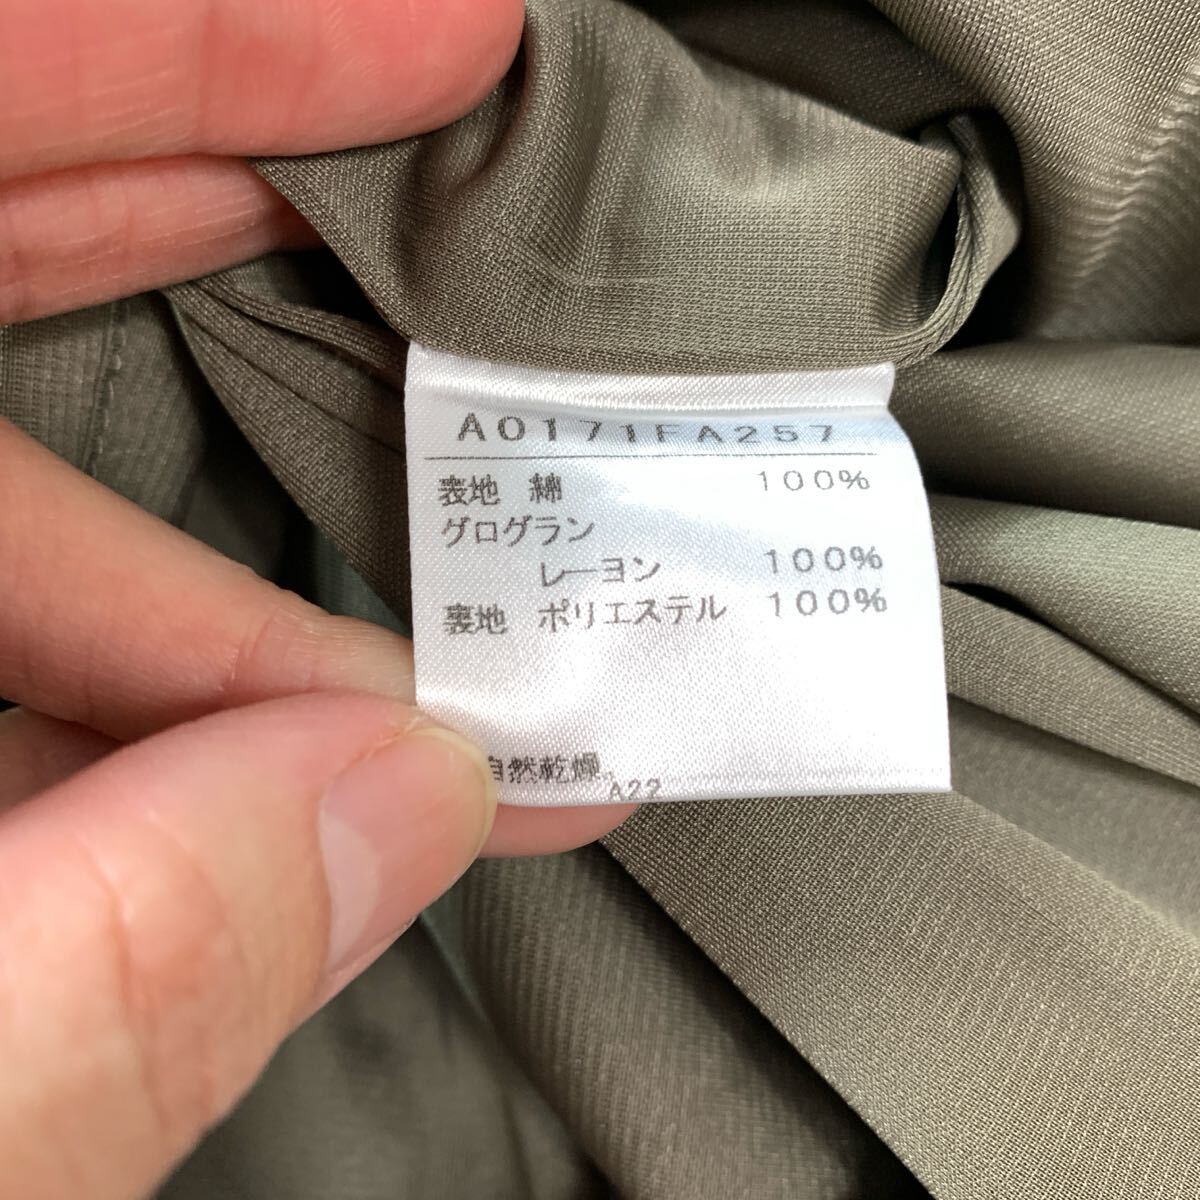 A0171FA257
表地 綿 100%
グログラン
レーヨン 100%
裏地 ポリエステル 100%
自然乾燥
A22